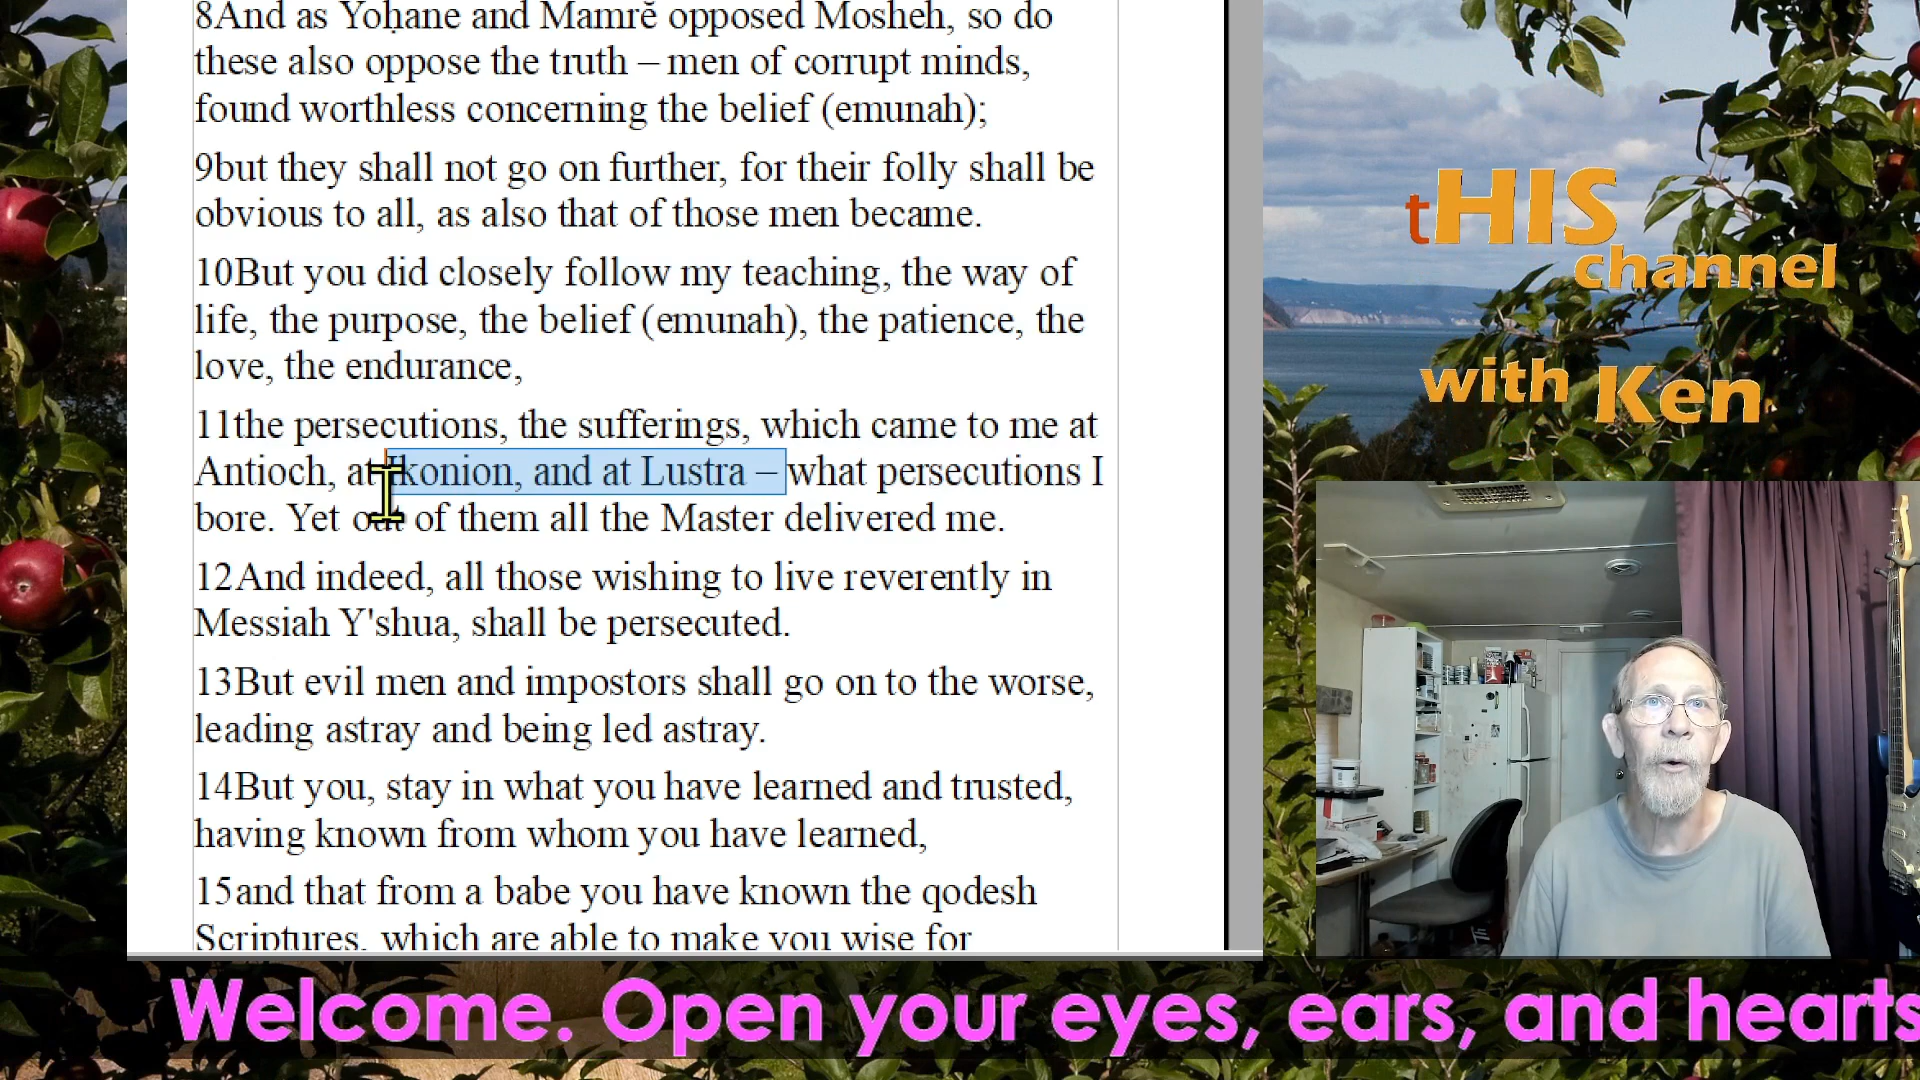 8And as Yoḥane and Mamrĕ opposed Mosheh, so do
these also oppose the truth – men of corrupt minds,
found worthless concerning the belief (emunah);
9but they shall not go on further, for their folly shall be
obvious to all, as also that of those men became.
10But you did closely follow my teaching, the way of
life, the purpose, the belief (emunah), the patience, the
love, the endurance,
11the persecutions, the sufferings, which came to me at
Antioch, at Ikonion, and at Lustra – what persecutions I
bore. Yet out of them all the Master delivered me.
12And indeed, all those wishing to live reverently in
Messiah Y'shua, shall be persecuted.
13But evil men and impostors shall go on to the worse,
leading astray and being led astray.
14But you, stay in what you have learned and trusted,
having known from whom you have learned,
15and that from a babe you have known the qodesh
Scriptures, which are able to make you wise for
tHIS
channel
with Ken
Welcome. Open your eyes, ears, and hearts